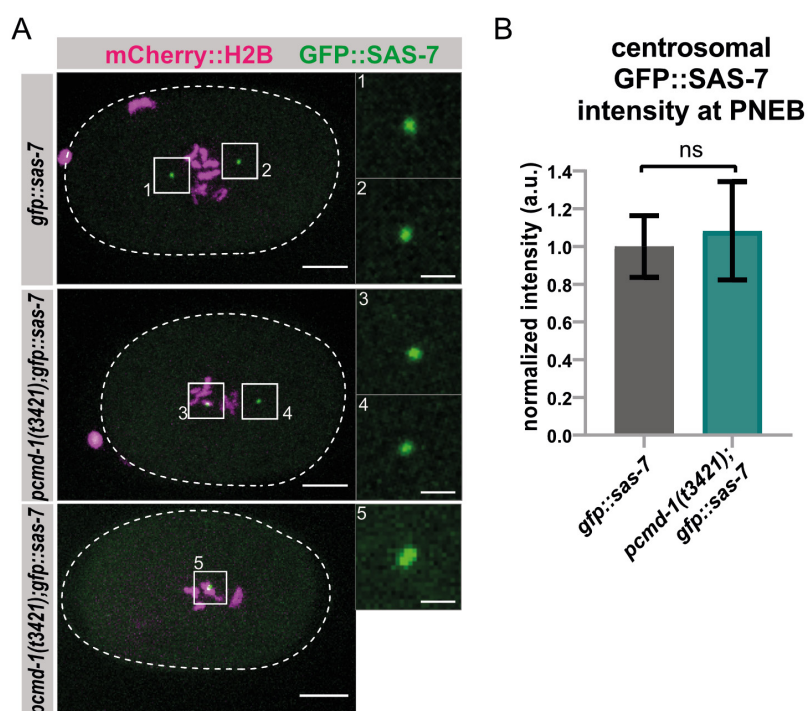 A
mCherry::H2B GFP::SAS-7
gfp::sas-7
1
2
1
2
pcmd-1(t3421);gfp::sas-7
3
4
3
4
pcmd-1(t3421);gfp::sas-7
5
5
B
centrosomal
GFP::SAS-7
intensity at PNEB
ns
normalized intensity (a.u.)
1.4
1.2
1.0
0.8
0.6
0.4
0.2
0.0
gfp::sas-7
pcmd-1(t3421);
gfp::sas-7